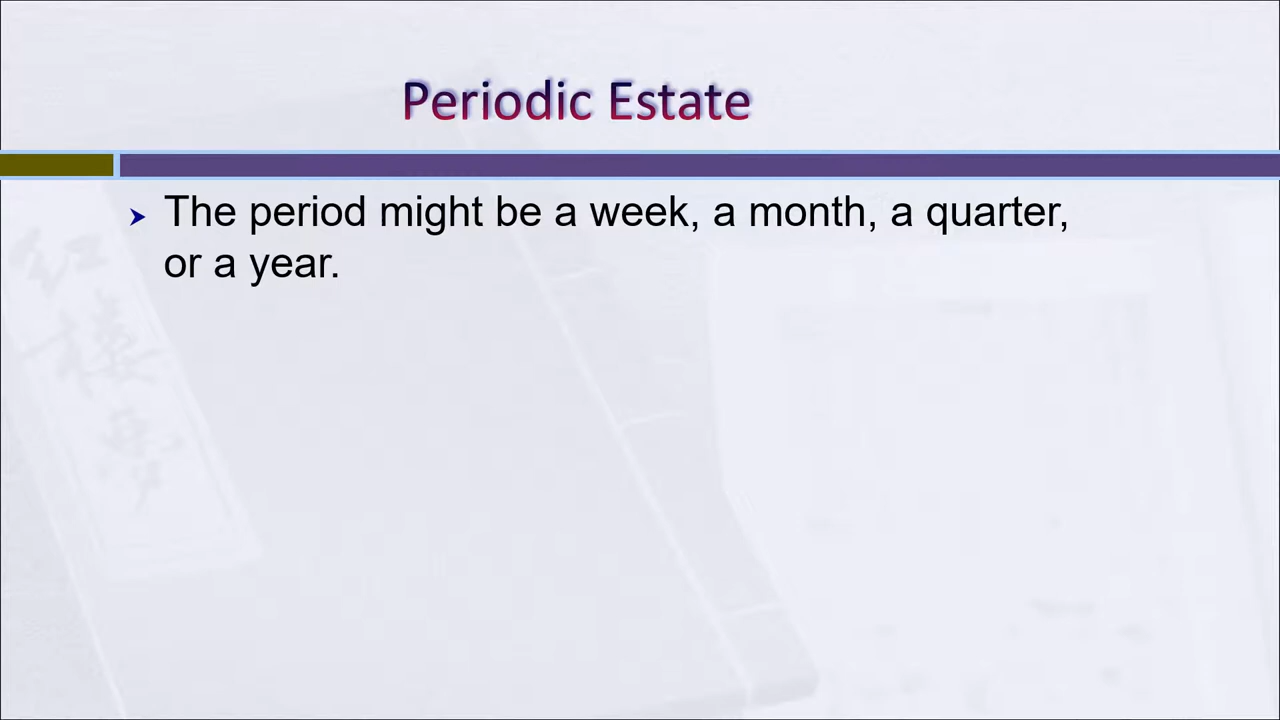 Periodic Estate
The period might be a week, a month, a quarter,
or a year.